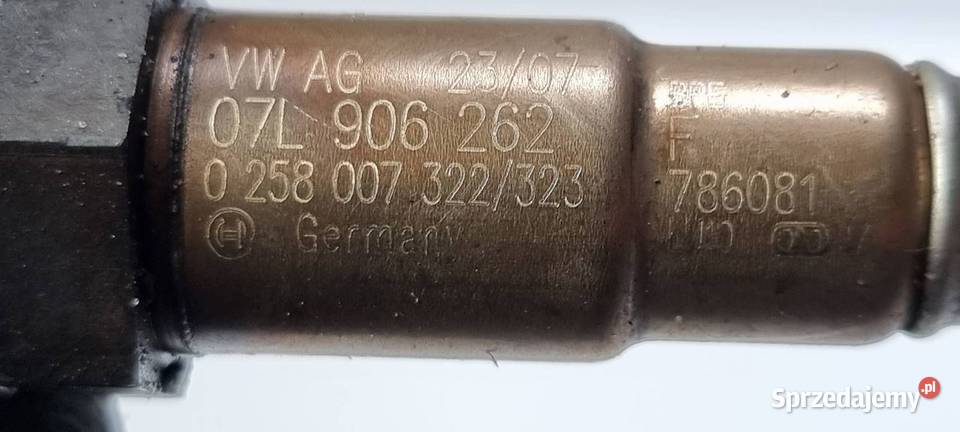 VW AG 23/07
07L 906 262
0 258 007 322/323
Germany
F
786081
Sprzedajemy.pl